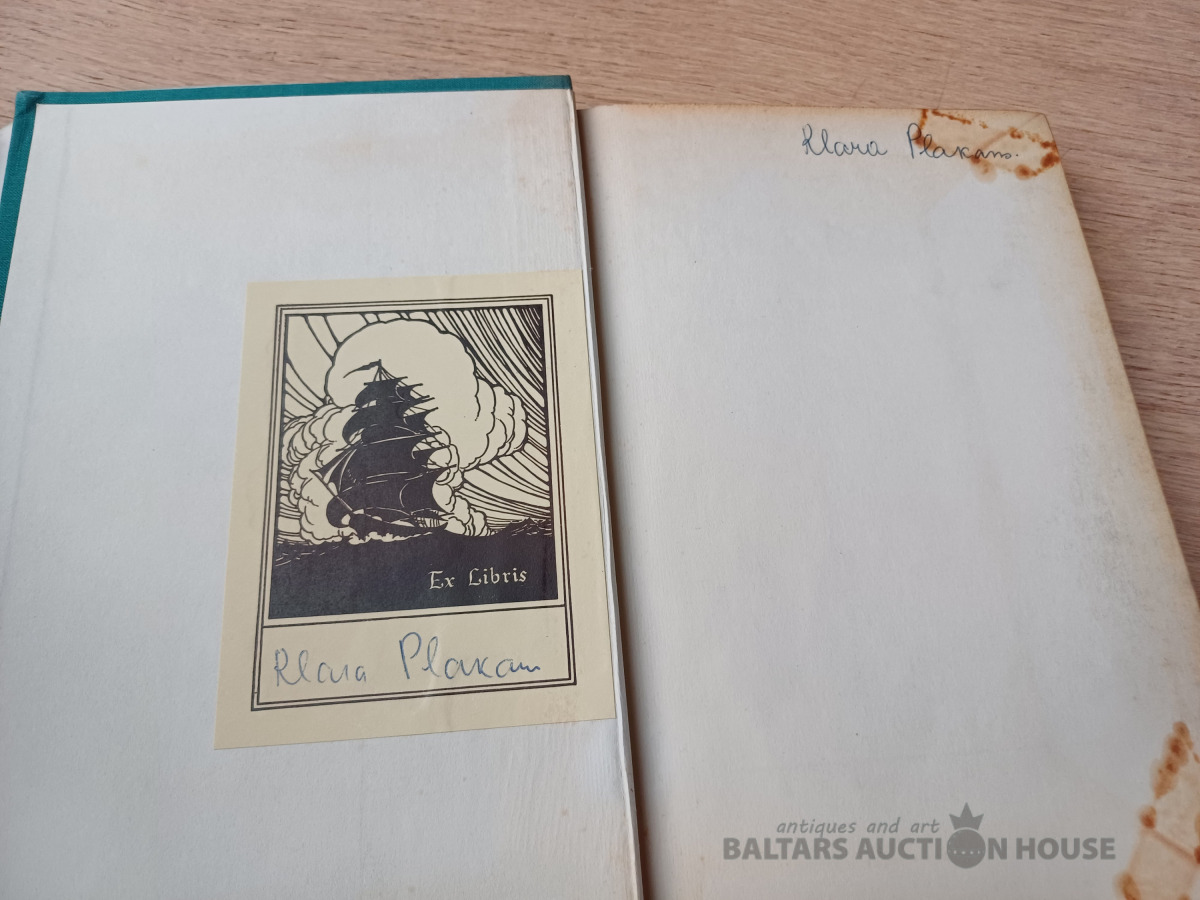 Klara Plakans.
Ex Libris
Klara Plakans
antiques and art
BALTARS AUCTION HOUSE